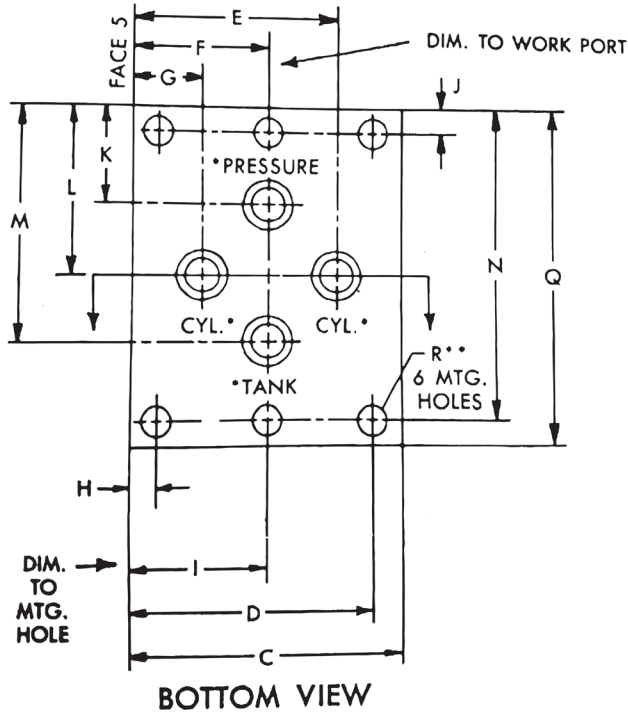 E
FACE 5
F
DIM. TO WORK PORT
G
J
K
*PRESSURE
L
M
N
Q
CYL.*
CYL.*
R**
6 MTG.
HOLES
*TANK
H
DIM.
TO
MTG.
HOLE
I
D
C
BOTTOM VIEW